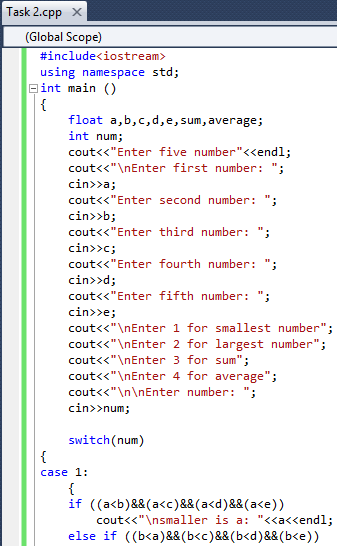 Task 2.cpp ×
(Global Scope)
#include<iostream>
using namespace std;
int main ()
{
float a,b,c,d,e,sum,average;
int num;
cout<<"Enter five number"<<endl;
cout<<"\nEnter first number: ";
cin>>a;
cout<<"Enter second number: ";
cin>>b;
cout<<"Enter third number: ";
cin>>c;
cout<<"Enter fourth number: ";
cin>>d;
cout<<"Enter fifth number: ";
cin>>e;
cout<<"\nEnter 1 for smallest number";
cout<<"\nEnter 2 for largest number";
cout<<"\nEnter 3 for sum";
cout<<"\nEnter 4 for average";
cout<<"\n\nEnter number: ";
cin>>num;
switch(num)
{
case 1:
{
if ((a<b)&&(a<c)&&(a<d)&&(a<e))
cout<<"\nsmaller is a: "<<a<<endl;
else if ((b<a)&&(b<c)&&(b<d)&&(b<e))